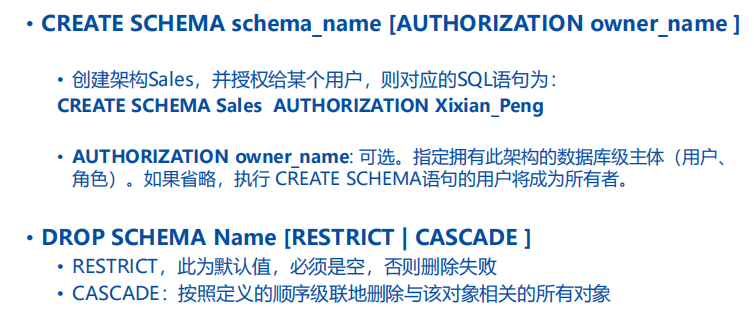 • CREATE SCHEMA schema_name [AUTHORIZATION owner_name ]
• 创建架构Sales，并授权给某个用户，则对应的SQL语句为：
CREATE SCHEMA Sales AUTHORIZATION Xixian_Peng
• AUTHORIZATION owner_name: 可选。指定拥有此架构的数据库级主体（用户、
角色）。如果省略，执行 CREATE SCHEMA语句的用户将成为所有者。
• DROP SCHEMA Name [RESTRICT | CASCADE ]
• RESTRICT，此为默认值，必须是空，否则删除失败
• CASCADE：按照定义的顺序级联地删除与该对象相关的所有对象